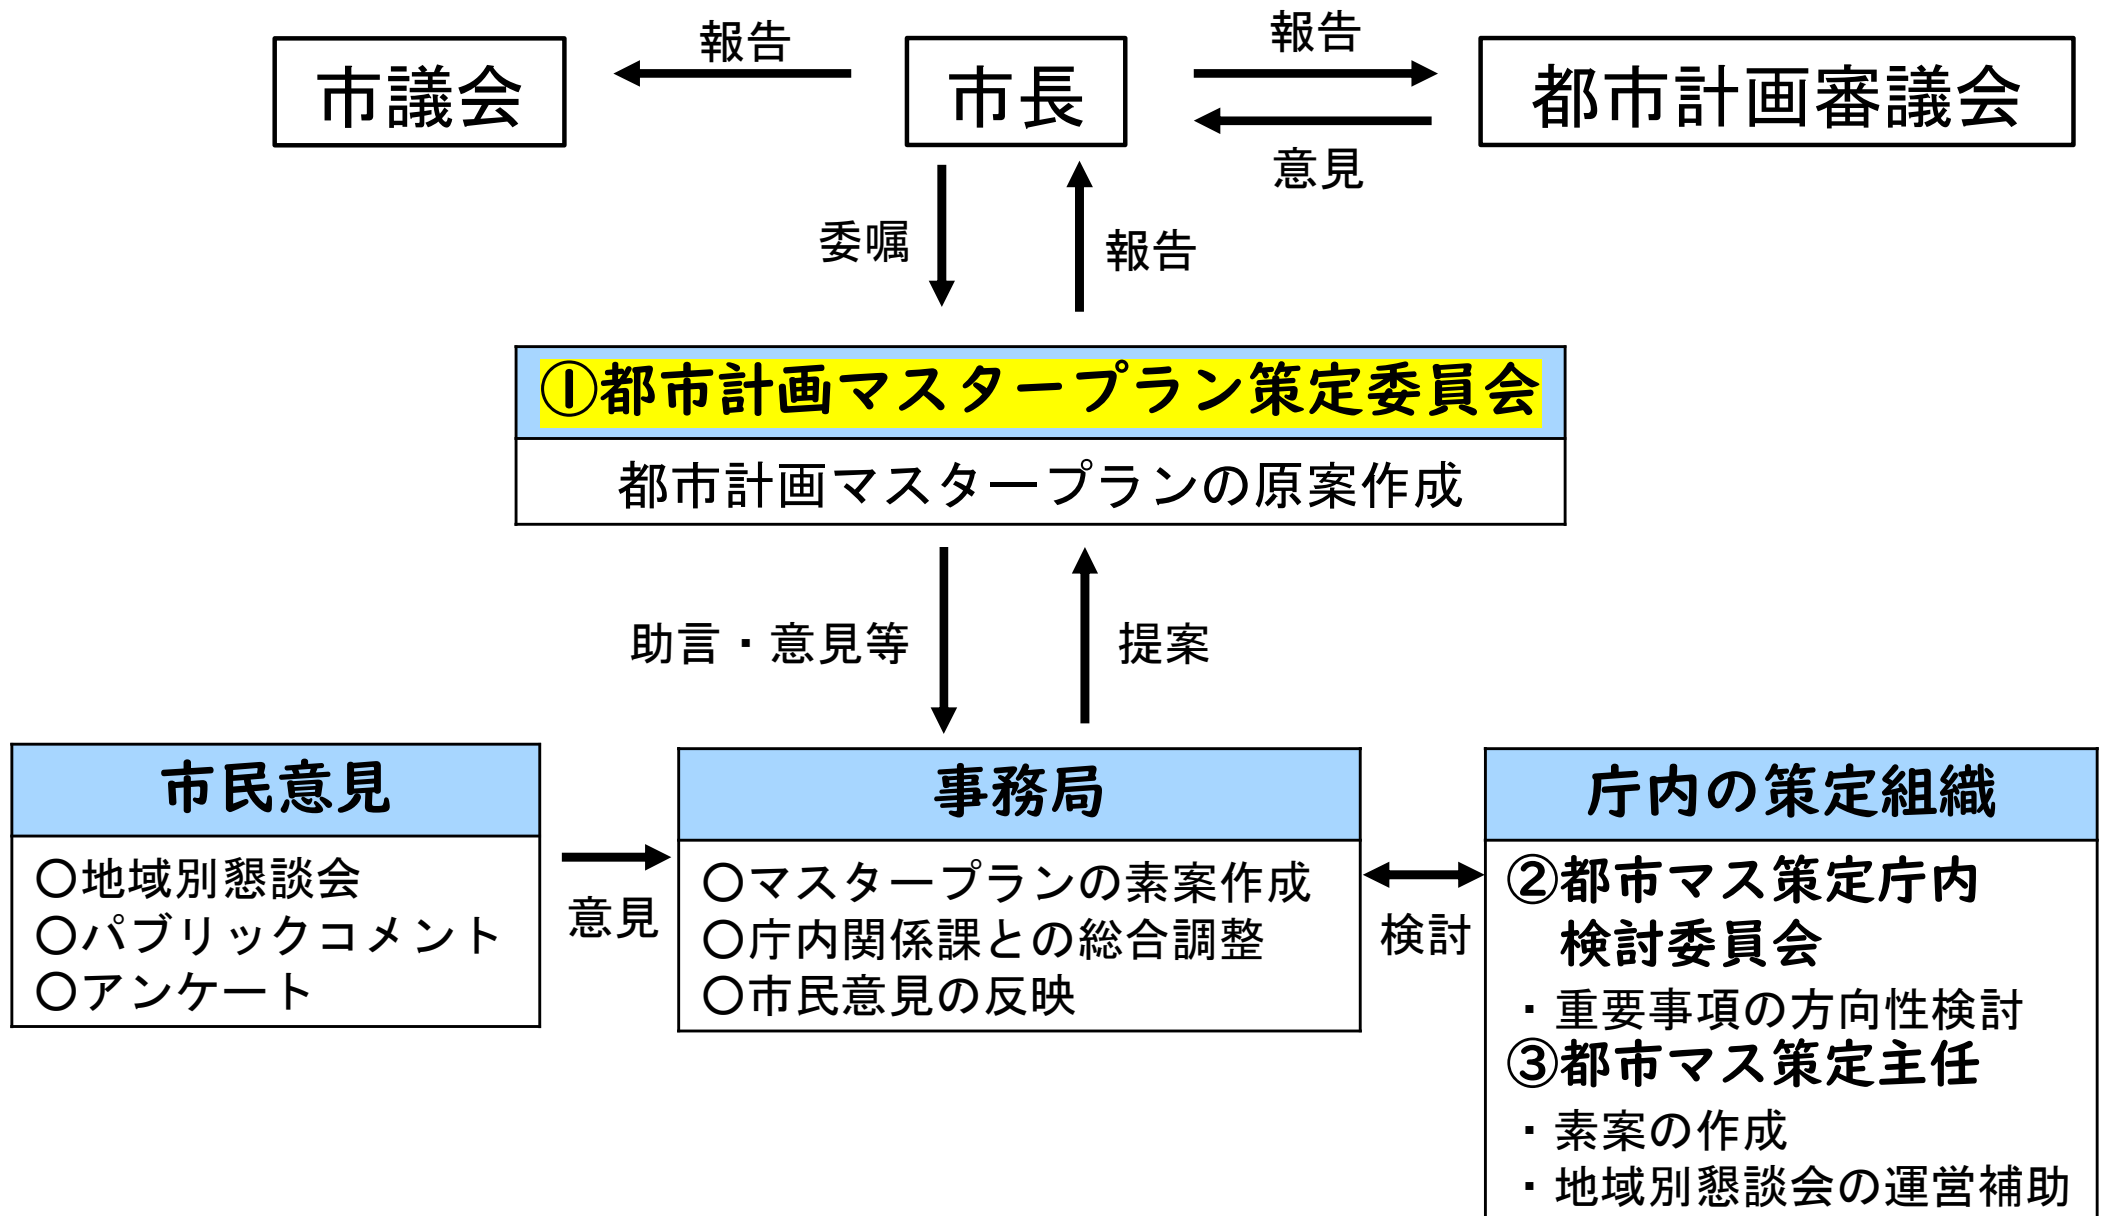 報告
報告
市議会
市長
都市計画審議会
意見
委嘱
報告
①都市計画マスタープラン策定委員会
都市計画マスタープランの原案作成
助言・意見等
提案
市民意見
〇地域別懇談会
〇パブリックコメント
〇アンケート
意見
事務局
〇マスタープランの素案作成
〇庁内関係課との総合調整
〇市民意見の反映
検討
庁内の策定組織
②都市マス策定庁内
検討委員会
・重要事項の方向性検討
③都市マス策定主任
・素案の作成
・地域別懇談会の運営補助